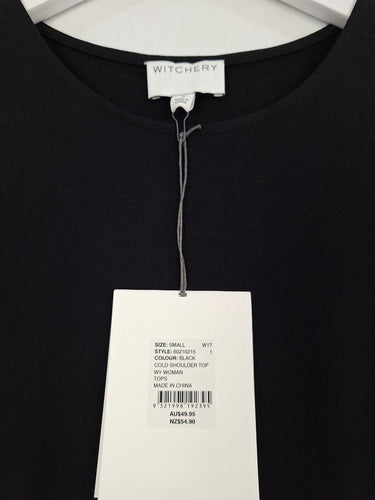 WITCHERY
SIZE: SMALL W17
STYLE: 60210215 1
COLOUR: BLACK
COLD SHOULDER TOP
WY WOMAN
TOPS
MADE IN CHINA
9 321998 192395
AU$49.95
NZ$54.90